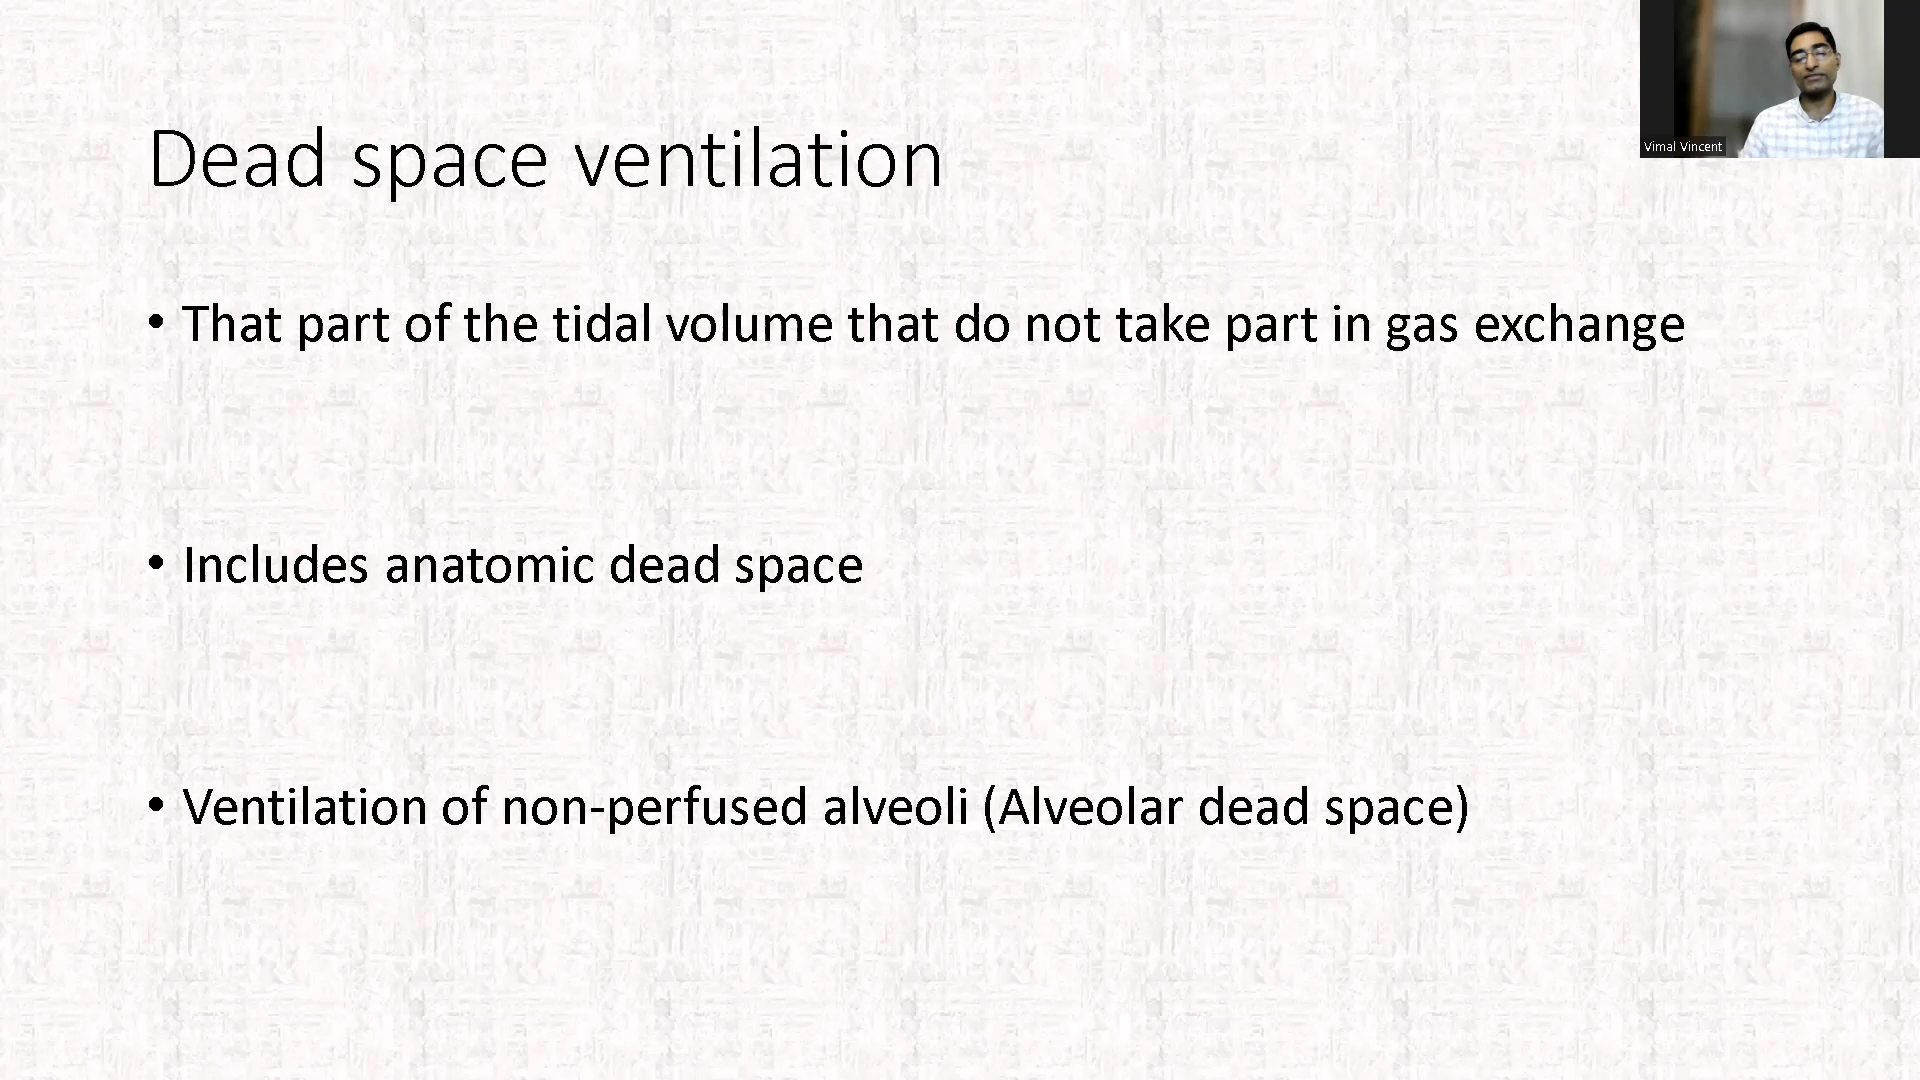 Vimal Vincent
Dead space ventilation
• That part of the tidal volume that do not take part in gas exchange
• Includes anatomic dead space
• Ventilation of non-perfused alveoli (Alveolar dead space)